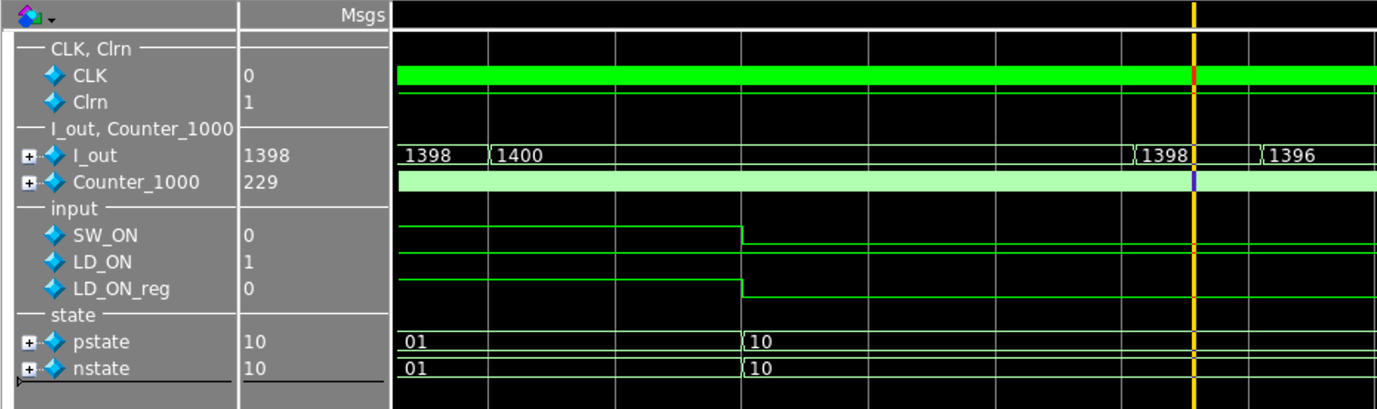 Msgs
CLK, Clrn
CLK 0
Clrn 1
I_out, Counter_1000
I_out 1398 1398 1400 1398 1396
Counter_1000 229
input
SW_ON 0
LD_ON 1
LD_ON_reg 0
state
pstate 10 01 10
nstate 10 01 10